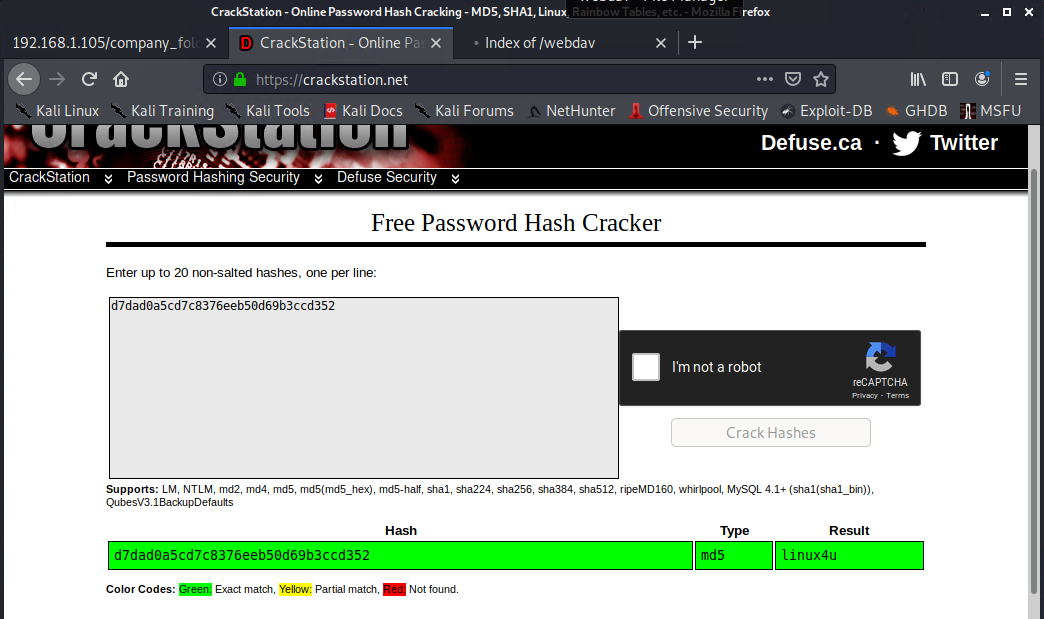 CrackStation - Online Password Hash Cracking - MD5, SHA1, Linux, Rainbow Tables, etc. - Mozilla Firefox
192.168.1.105/company_fol
CrackStation - Online Pas
Index of /webdav
https://crackstation.net
Kali Linux Kali Training Kali Tools Kali Docs Kali Forums NetHunter Offensive Security Exploit-DB GHDB MSFU
CrackStation
Defuse.ca · Twitter
CrackStation Password Hashing Security Defuse Security
Free Password Hash Cracker
Enter up to 20 non-salted hashes, one per line:
d7dad0a5cd7c8376eeb50d69b3ccd352
I'm not a robot
reCAPTCHA
Privacy - Terms
Crack Hashes
Supports: LM, NTLM, md2, md4, md5, md5(md5_hex), md5-half, sha1, sha224, sha256, sha384, sha512, ripeMD160, whirlpool, MySQL 4.1+ (sha1(sha1_bin)),
QubesV3.1BackupDefaults
Hash Type Result
d7dad0a5cd7c8376eeb50d69b3ccd352 md5 linux4u
Color Codes: Green: Exact match, Yellow: Partial match, Red: Not found.